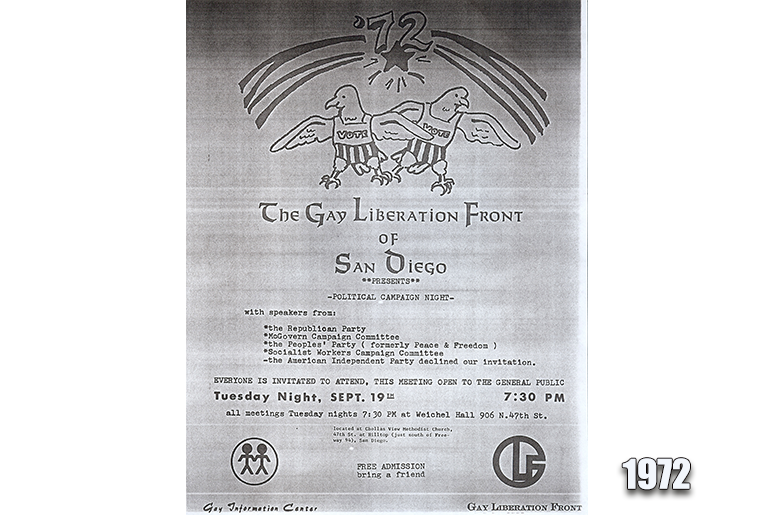 '72
VOTE VOTE
The Gay Liberation Front
of
San Diego
**PRESENTS**
-POLITICAL CAMPAIGN NIGHT-
with speakers from:
*the Republican Party
*McGovern Campaign Committee
*the Peoples' Party ( formerly Peace & Freedom )
*Socialist Workers Campaign Committee
-the American Independent Party declined our invitation.
EVERYONE IS INVITED TO ATTEND, THIS MEETING OPEN TO THE GENERAL PUBLIC
Tuesday Night, SEPT. 19TH 7:30 PM
all meetings Tuesday nights 7:30 PM at Weichel Hall 906 N.47th St.
located at Chollas View Methodist Church,
47th St. at Hilltop (just south of Free-
way 94), San Diego.
GLF
FREE ADMISSION
bring a friend
1972
Gay Information Center GAY LIBERATION FRONT